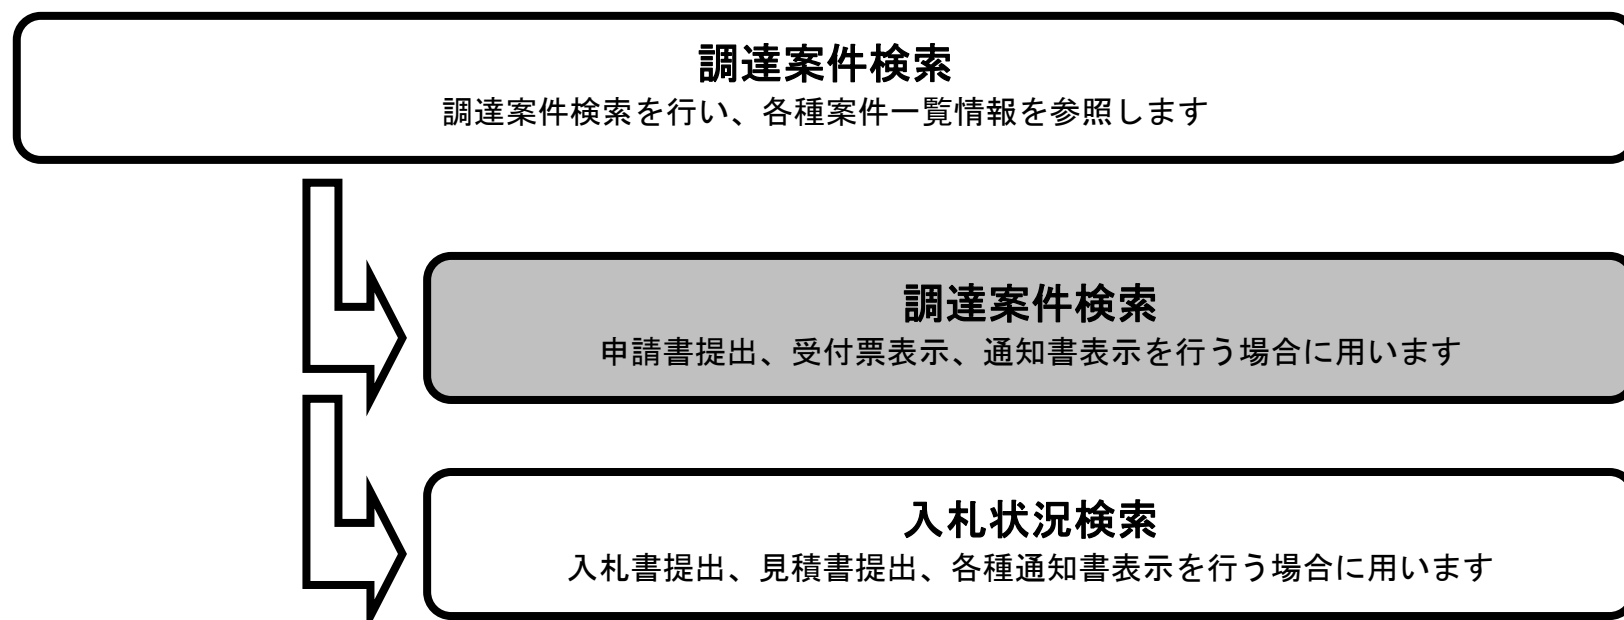 調達案件検索
調達案件検索を行い、各種案件一覧情報を参照します
調達案件検索
申請書提出、受付票表示、通知書表示を行う場合に用います
入札状況検索
入札書提出、見積書提出、各種通知書表示を行う場合に用います